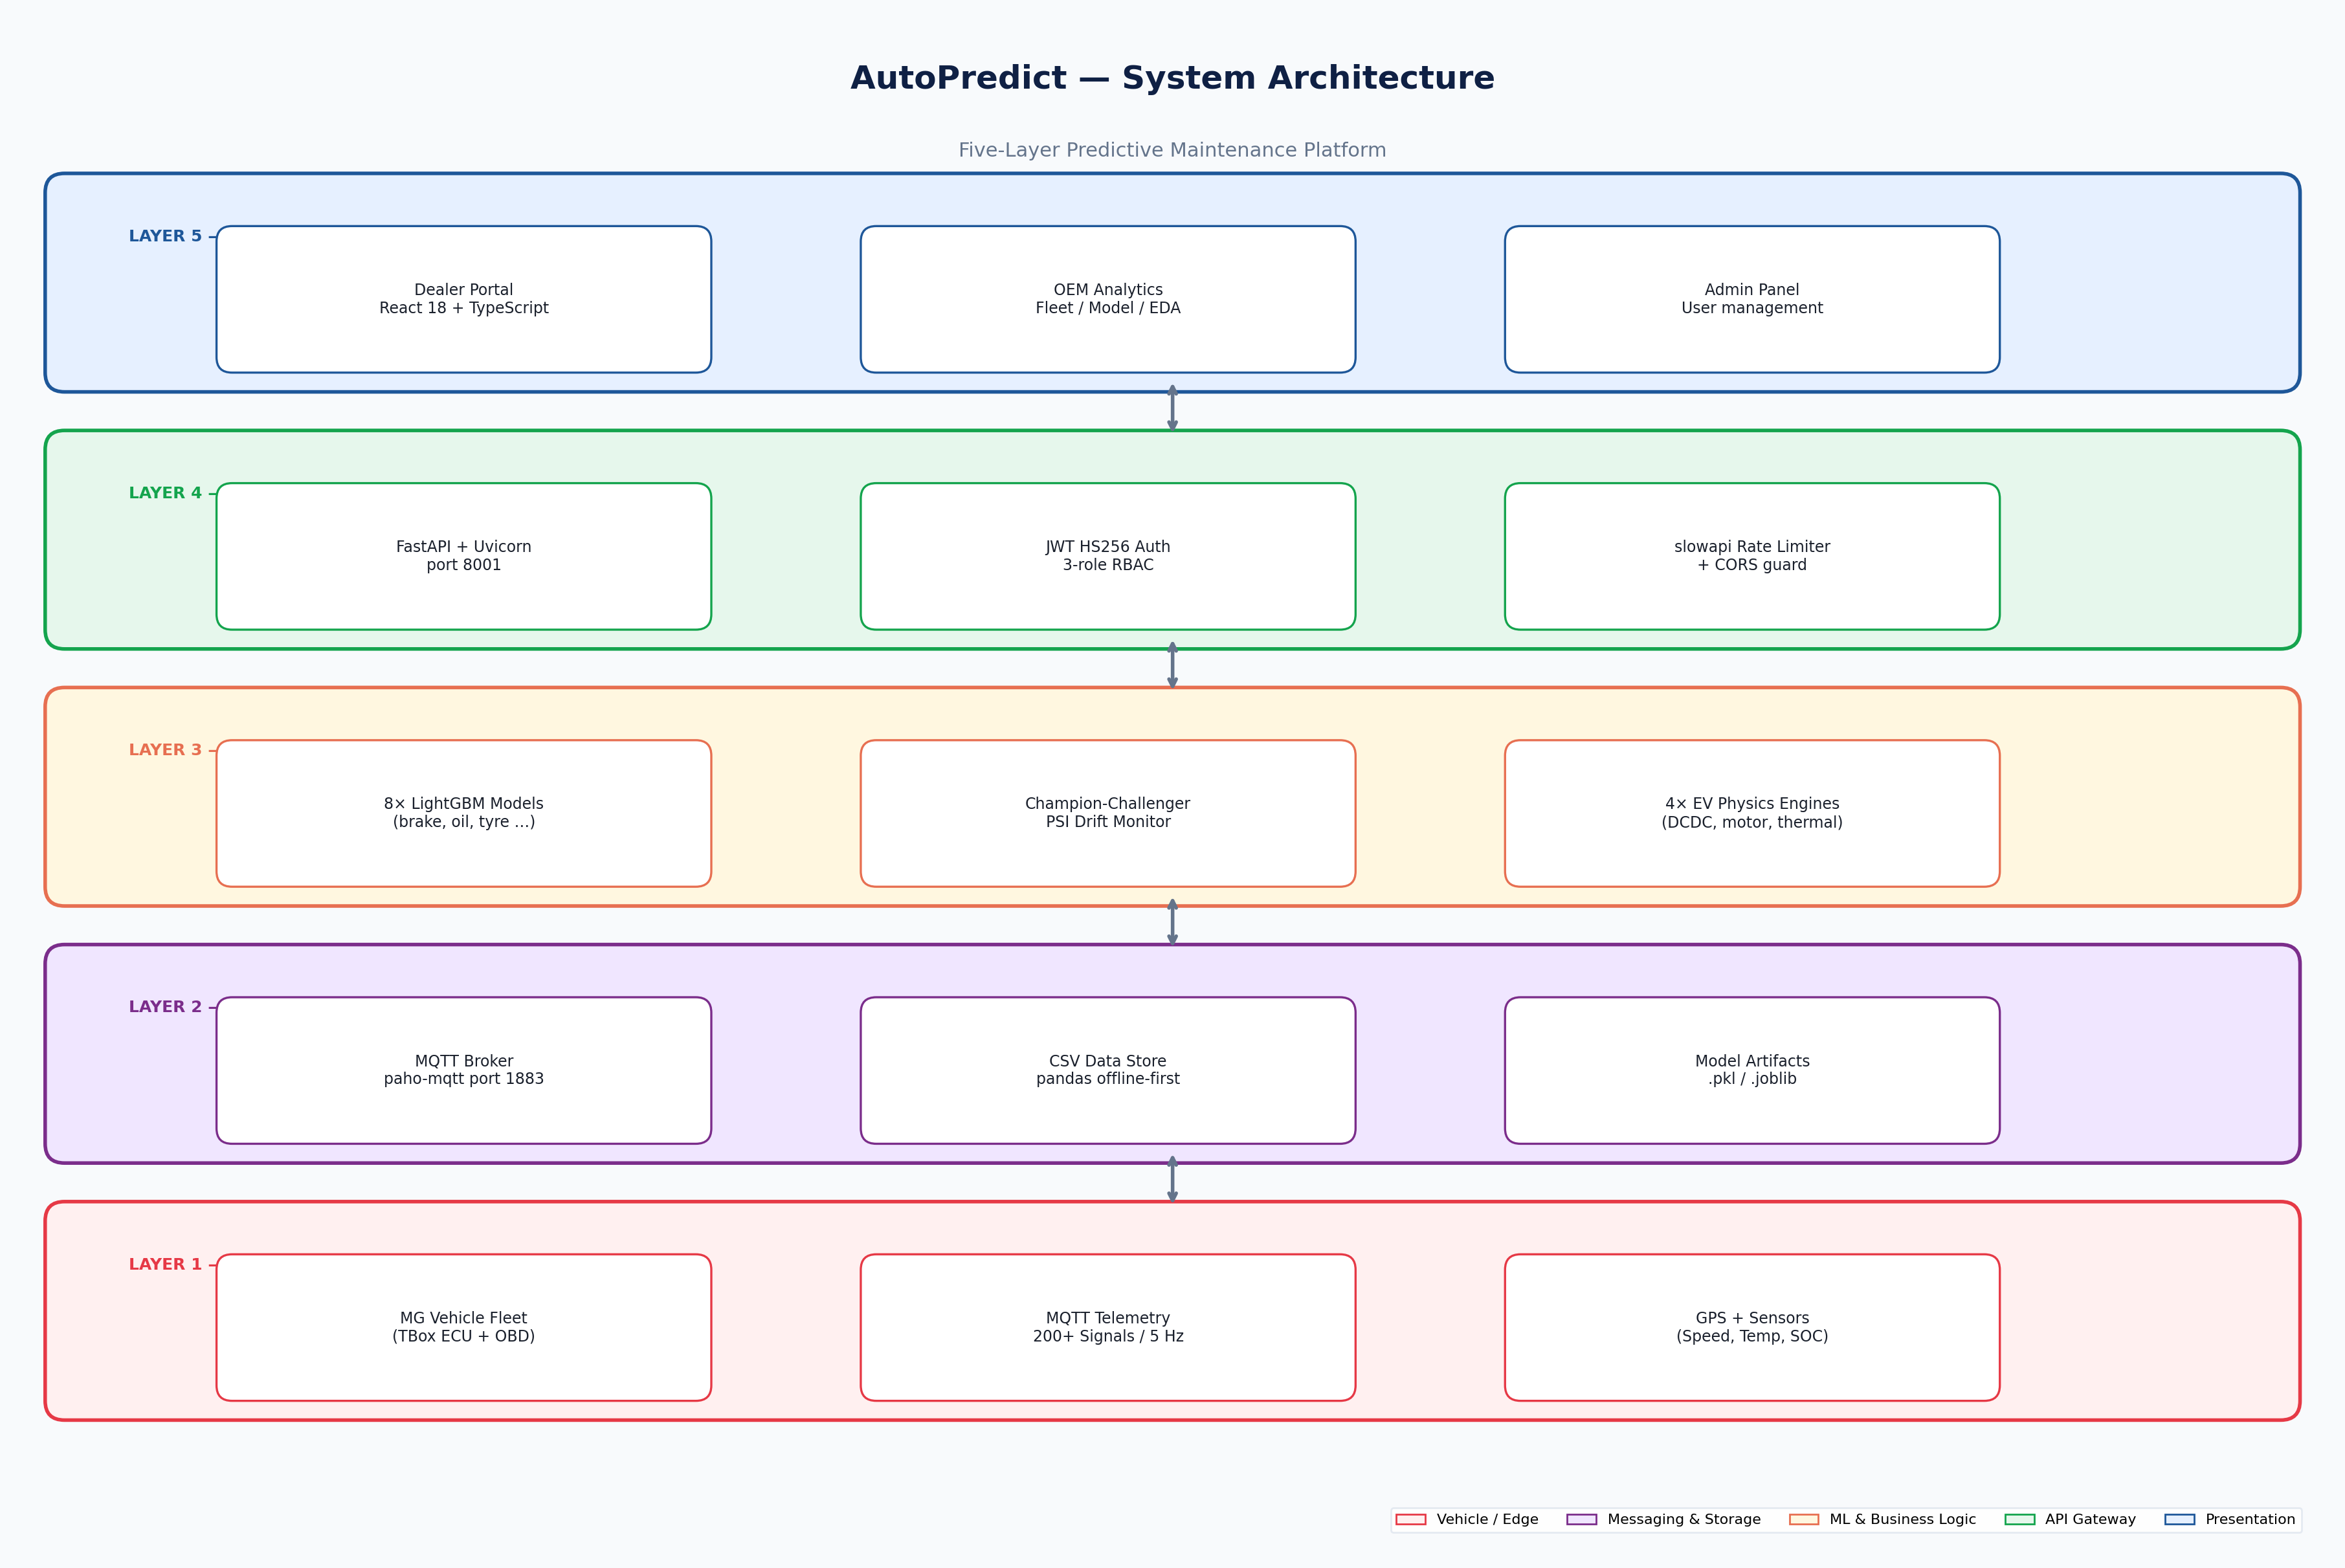 AutoPredict — System Architecture
Five-Layer Predictive Maintenance Platform
LAYER 5 –
Dealer Portal
React 18 + TypeScript
OEM Analytics
Fleet / Model / EDA
Admin Panel
User management
LAYER 4 –
FastAPI + Uvicorn
port 8001
JWT HS256 Auth
3-role RBAC
slowapi Rate Limiter
+ CORS guard
LAYER 3 –
8× LightGBM Models
(brake, oil, tyre ...)
Champion-Challenger
PSI Drift Monitor
4× EV Physics Engines
(DCDC, motor, thermal)
LAYER 2 –
MQTT Broker
paho-mqtt port 1883
CSV Data Store
pandas offline-first
Model Artifacts
.pkl / .joblib
LAYER 1 –
MG Vehicle Fleet
(TBox ECU + OBD)
MQTT Telemetry
200+ Signals / 5 Hz
GPS + Sensors
(Speed, Temp, SOC)
Vehicle / Edge Messaging & Storage ML & Business Logic API Gateway Presentation